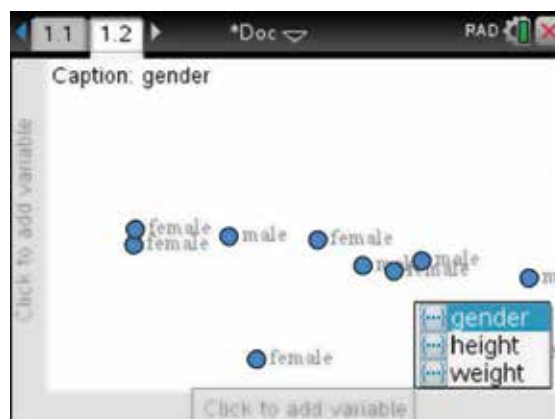 1.1 1.2 *Doc RAD
Caption: gender
Click to add variable
female
female
male
female
male
female
female
gender
height
weight
Click to add variable